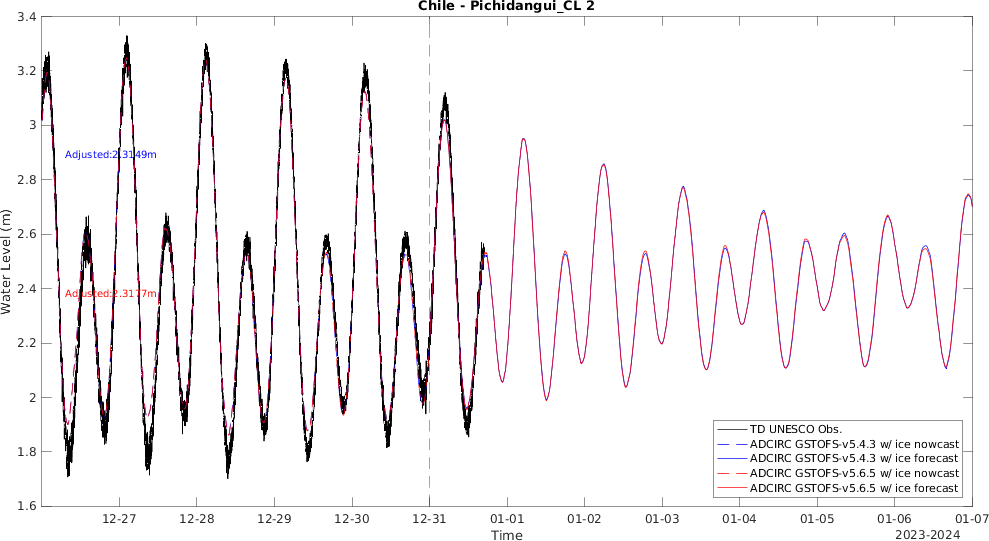 Chile - Pichidangui_CL 2
3.4
3.2
3
2.8
2.6
2.4
2.2
2
1.8
1.6
Water Level (m)
Adjusted:2.3149m
Adjusted:2.3177m
TD UNESCO Obs.
ADCIRC GSTOFS-v5.4.3 w/ ice nowcast
ADCIRC GSTOFS-v5.4.3 w/ ice forecast
ADCIRC GSTOFS-v5.6.5 w/ ice nowcast
ADCIRC GSTOFS-v5.6.5 w/ ice forecast
12-27 12-28 12-29 12-30 12-31 01-01 01-02 01-03 01-04 01-05 01-06 01-07
Time
2023-2024